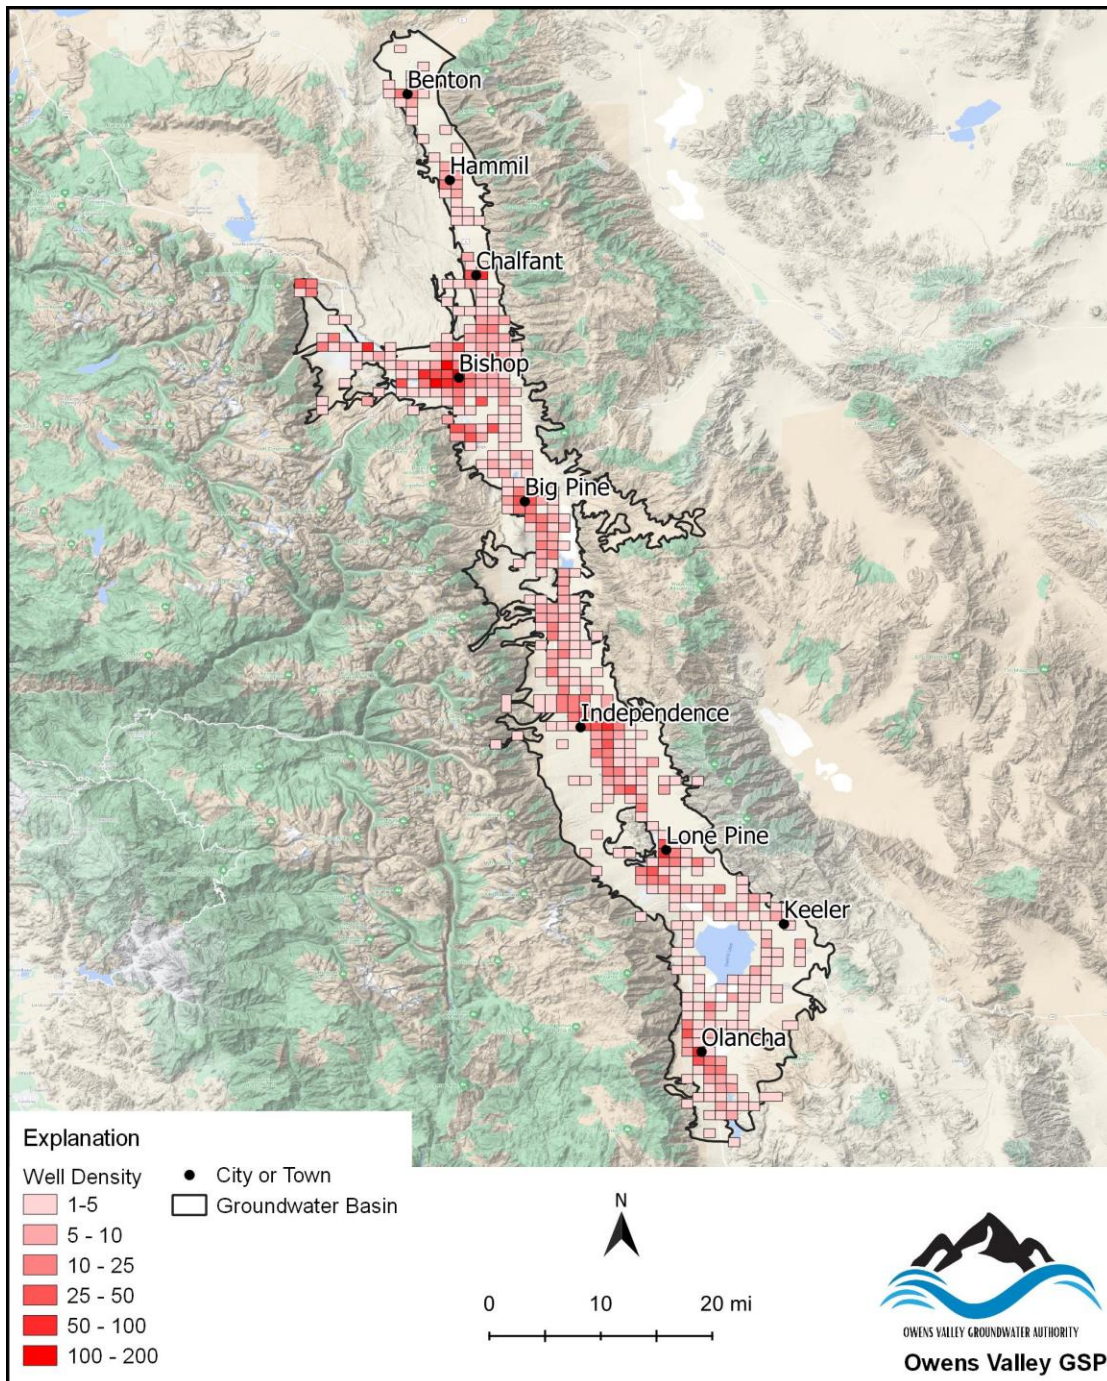 Benton
Hammil
Chalfant
Bishop
Big Pine
Independence
Lone Pine
Keeler
Olancha
Explanation
Well Density
1-5
5 - 10
10 - 25
25 - 50
50 - 100
100 - 200
City or Town
Groundwater Basin
N
0 10 20 mi
OWENS VALLEY GROUNDWATER AUTHORITY
Owens Valley GSP